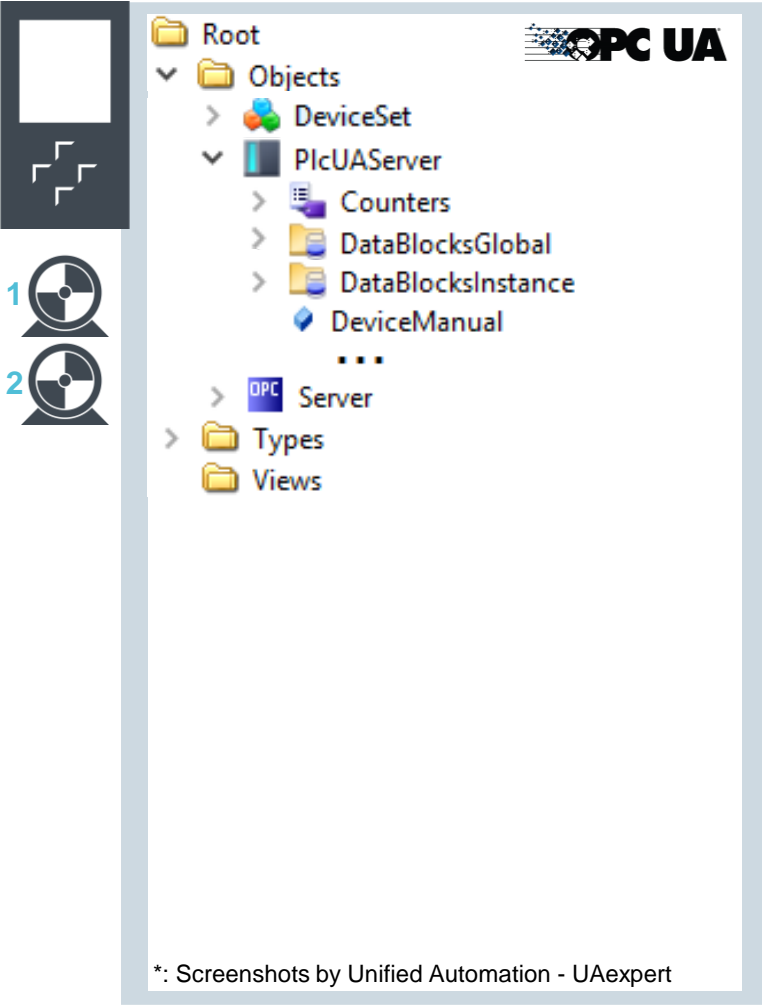 Root
OPC UA
Objects
DeviceSet
PlcUAServer
Counters
DataBlocksGlobal
1
DataBlocksInstance
DeviceManual
...
2
OPC
Server
Types
Views
*: Screenshots by Unified Automation - UAexpert